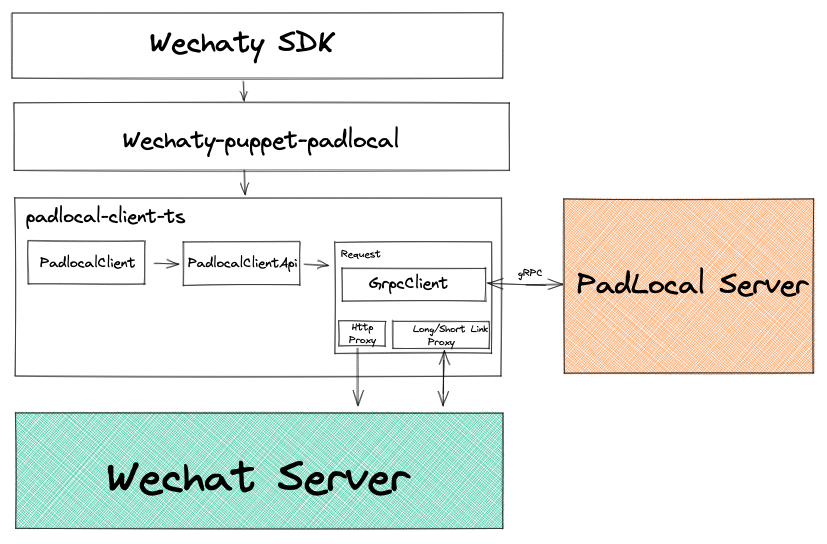 Wechaty SDK
Wechaty-puppet-padlocal
padlocal-client-ts
PadlocalClient
PadlocalClientApi
Request
GrpcClient
gRPC
PadLocal Server
Http
Proxy
Long/Short Link
Proxy
Wechat Server